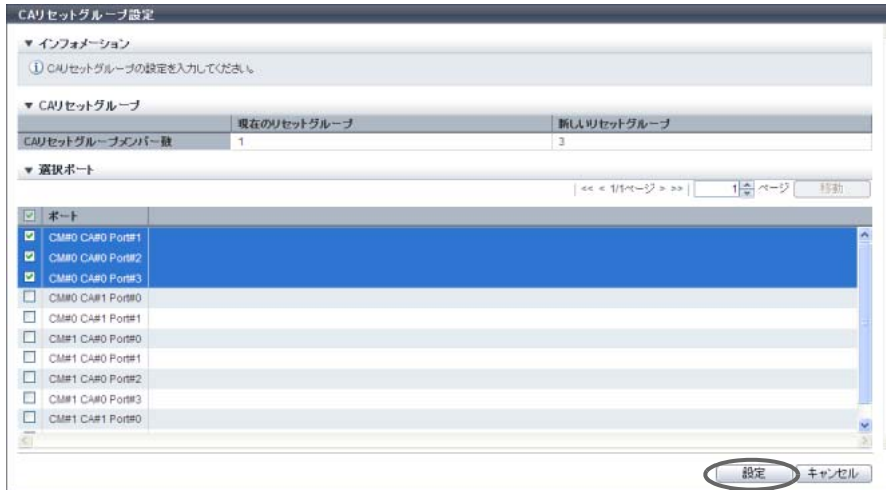 CAリセットグループ設定
▼ インフォメーション
CAリセットグループの設定を入力してください。
▼ CAリセットグループ
現在のリセットグループ 新しいリセットグループ
CAリセットグループメンバー数 1 3
▼ 選択ポート
| << < 1/1ページ > >> | 1 ページ 移動
ポート
CM#0 CA#0 Port#1
CM#0 CA#0 Port#2
CM#0 CA#0 Port#3
CM#0 CA#1 Port#0
CM#0 CA#1 Port#1
CM#1 CA#0 Port#0
CM#1 CA#0 Port#1
CM#1 CA#0 Port#2
CM#1 CA#0 Port#3
CM#1 CA#1 Port#0
設定 キャンセル